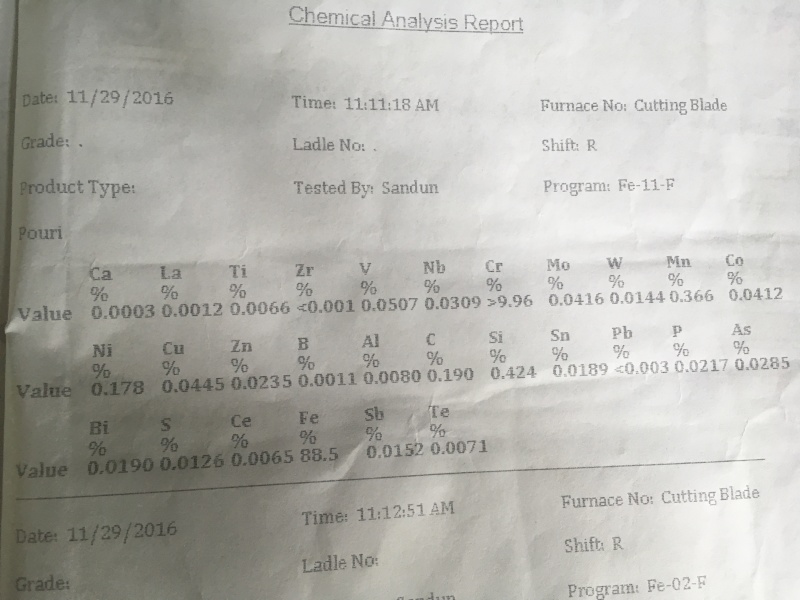 Chemical Analysis Report
Date: 11/29/2016 Time: 11:11:18 AM Furnace No: Cutting Blade
Grade: . Ladle No: . Shift: R
Product Type: Tested By: Sandun Program: Fe-11-F
Pouri
Ca La Ti Zr V Nb Cr Mo W Mn Co
% % % % % % % % % % %
Value 0.0003 0.0012 0.0066 <0.001 0.0507 0.0309 >9.96 0.0416 0.0144 0.366 0.0412
Ni Cu Zn B Al C Si Sn Pb P As
% % % % % % % % % % %
Value 0.178 0.0445 0.0235 0.0011 0.0080 0.190 0.424 0.0189 <0.003 0.0217 0.0285
Bi S Ce Fe Sb Te
% % % % % %
Value 0.0190 0.0126 0.0065 88.5 0.0152 0.0071
Date: 11/29/2016 Time: 11:12:51 AM Furnace No: Cutting Blade
Grade: Ladle No: Shift: R
Program: Fe-02-F